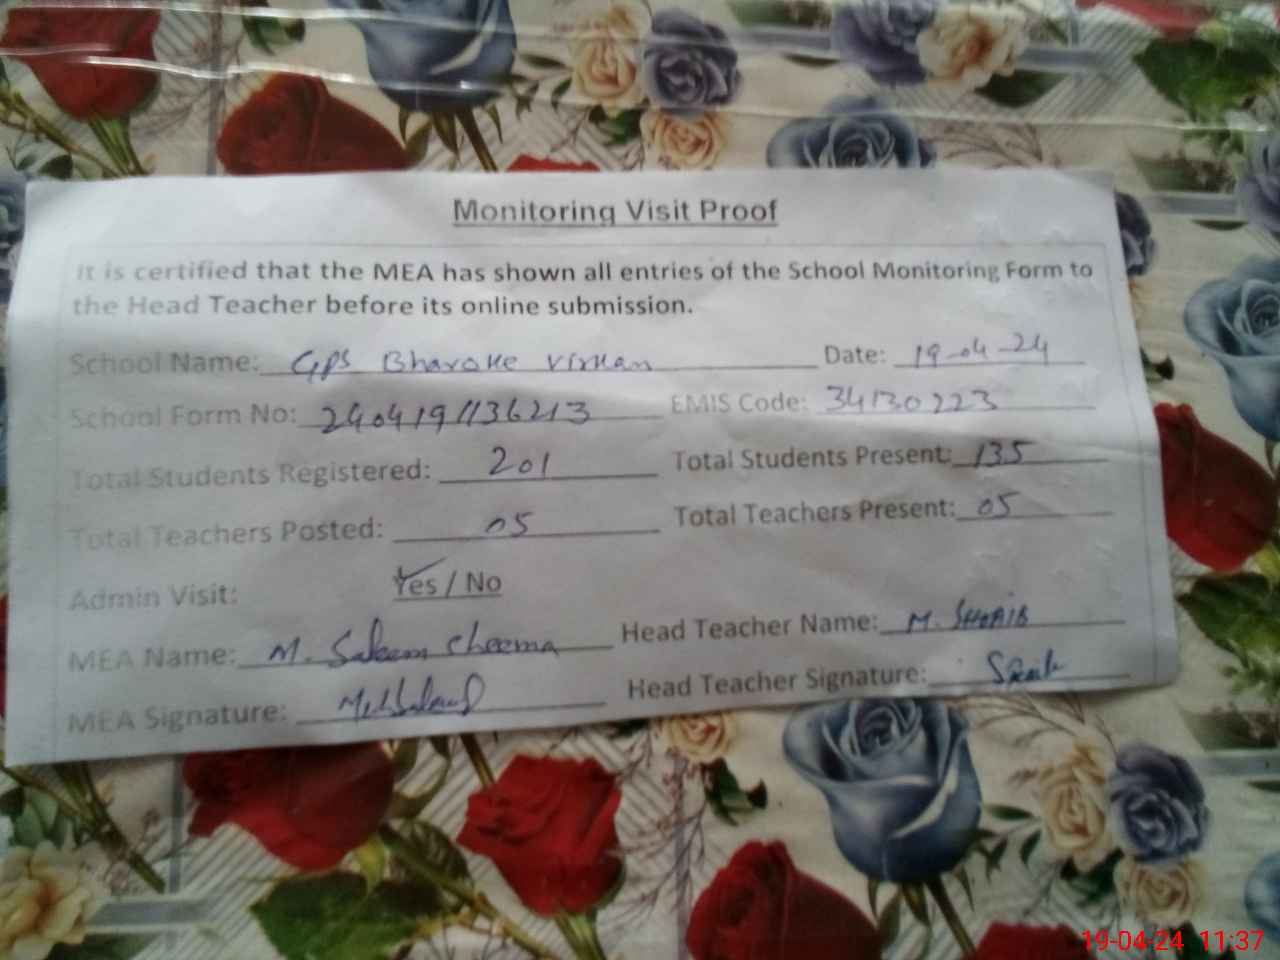 Monitoring Visit Proof
It is certified that the MEA has shown all entries of the School Monitoring Form to
the Head Teacher before its online submission.
School Name: GPS Bharoke Virkan Date: 19-04-24
School Form No: 2404191136213 EMIS Code: 34130223
Total Students Registered: 201 Total Students Present: 135
Total Teachers Posted: 05 Total Teachers Present: 05
Admin Visit: Yes / No
MEA Name: M. Saleem Cheema Head Teacher Name: M. SHOAIB
MEA Signature: Head Teacher Signature:
19-04-24 11:37